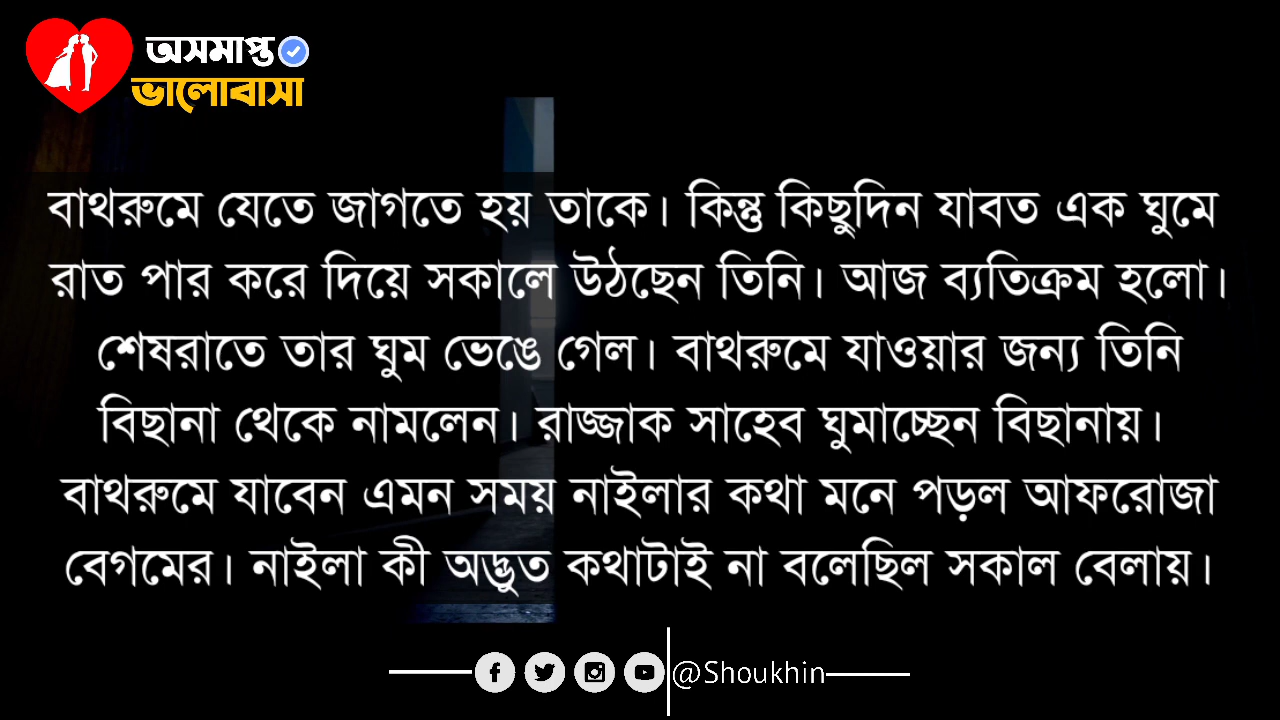 অসমাপ্ত
ভালোবাসা
বাথরুমে যেতে জাগতে হয় তাকে। কিন্তু কিছুদিন যাবত এক ঘুমে
রাত পার করে দিয়ে সকালে উঠছেন তিনি। আজ ব্যতিক্রম হলো।
শেষরাতে তার ঘুম ভেঙে গেল। বাথরুমে যাওয়ার জন্য তিনি
বিছানা থেকে নামলেন। রাজ্জাক সাহেব ঘুমাচ্ছেন বিছানায়।
বাথরুমে যাবেন এমন সময় নাইলার কথা মনে পড়ল আফরোজা
বেগমের। নাইলা কী অদ্ভুত কথাটাই না বলেছিল সকাল বেলায়।
@Shoukhin